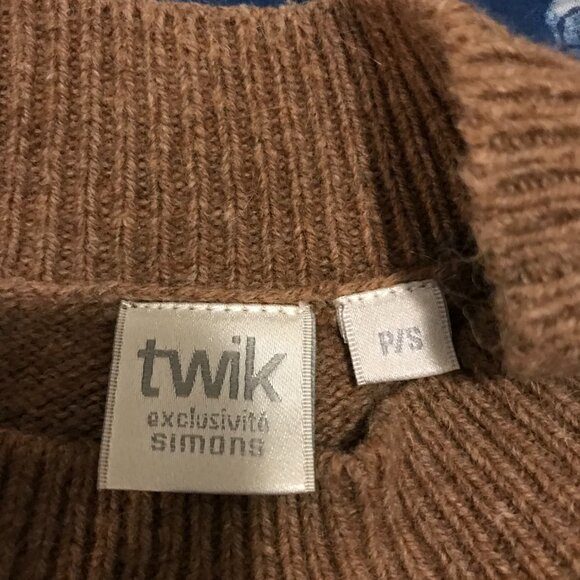 twik
exclusivité
simons
P/S